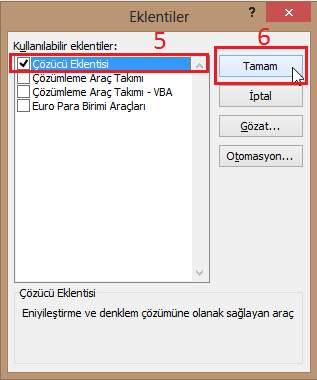 Eklentiler
?
Kullanılabilir eklentiler:
5
6
Çözücü Eklentisi
Çözümleme Araç Takımı
Çözümleme Araç Takımı - VBA
Euro Para Birimi Araçları
Tamam
İptal
Gözat...
Otomasyon...
Çözücü Eklentisi
Eniyileştirme ve denklem çözümüne olanak sağlayan araç